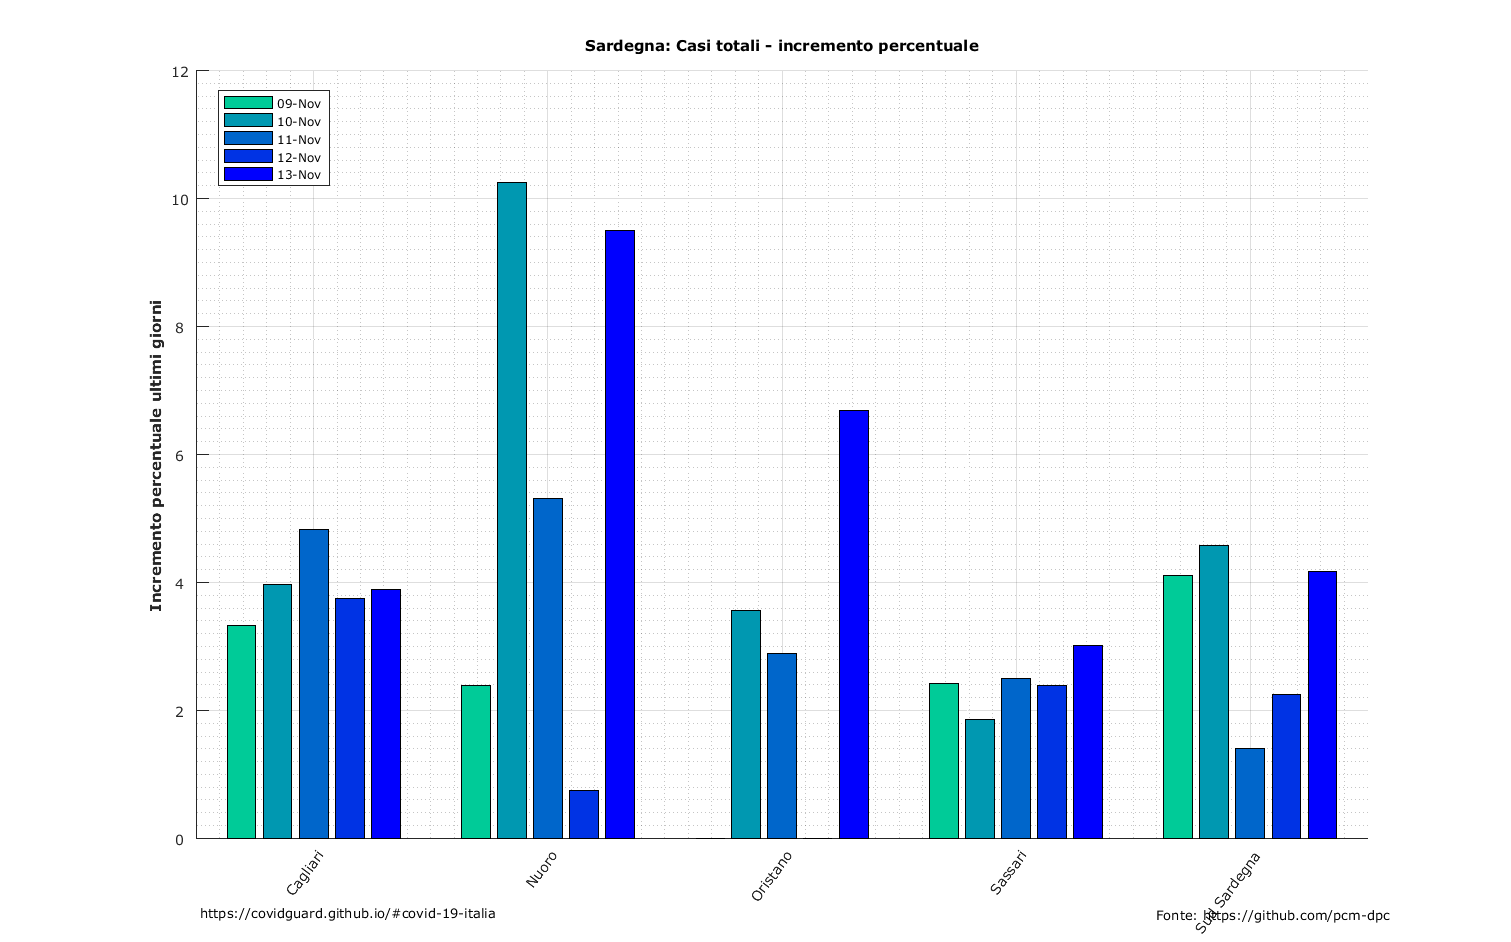 Sardegna: Casi totali - incremento percentuale
Incremento percentuale ultimi giorni
12
10
8
6
4
2
0
09-Nov
10-Nov
11-Nov
12-Nov
13-Nov
Cagliari
Nuoro
Oristano
Sassari
Sud Sardegna
https://covidguard.github.io/#covid-19-italia
Fonte: https://github.com/pcm-dpc